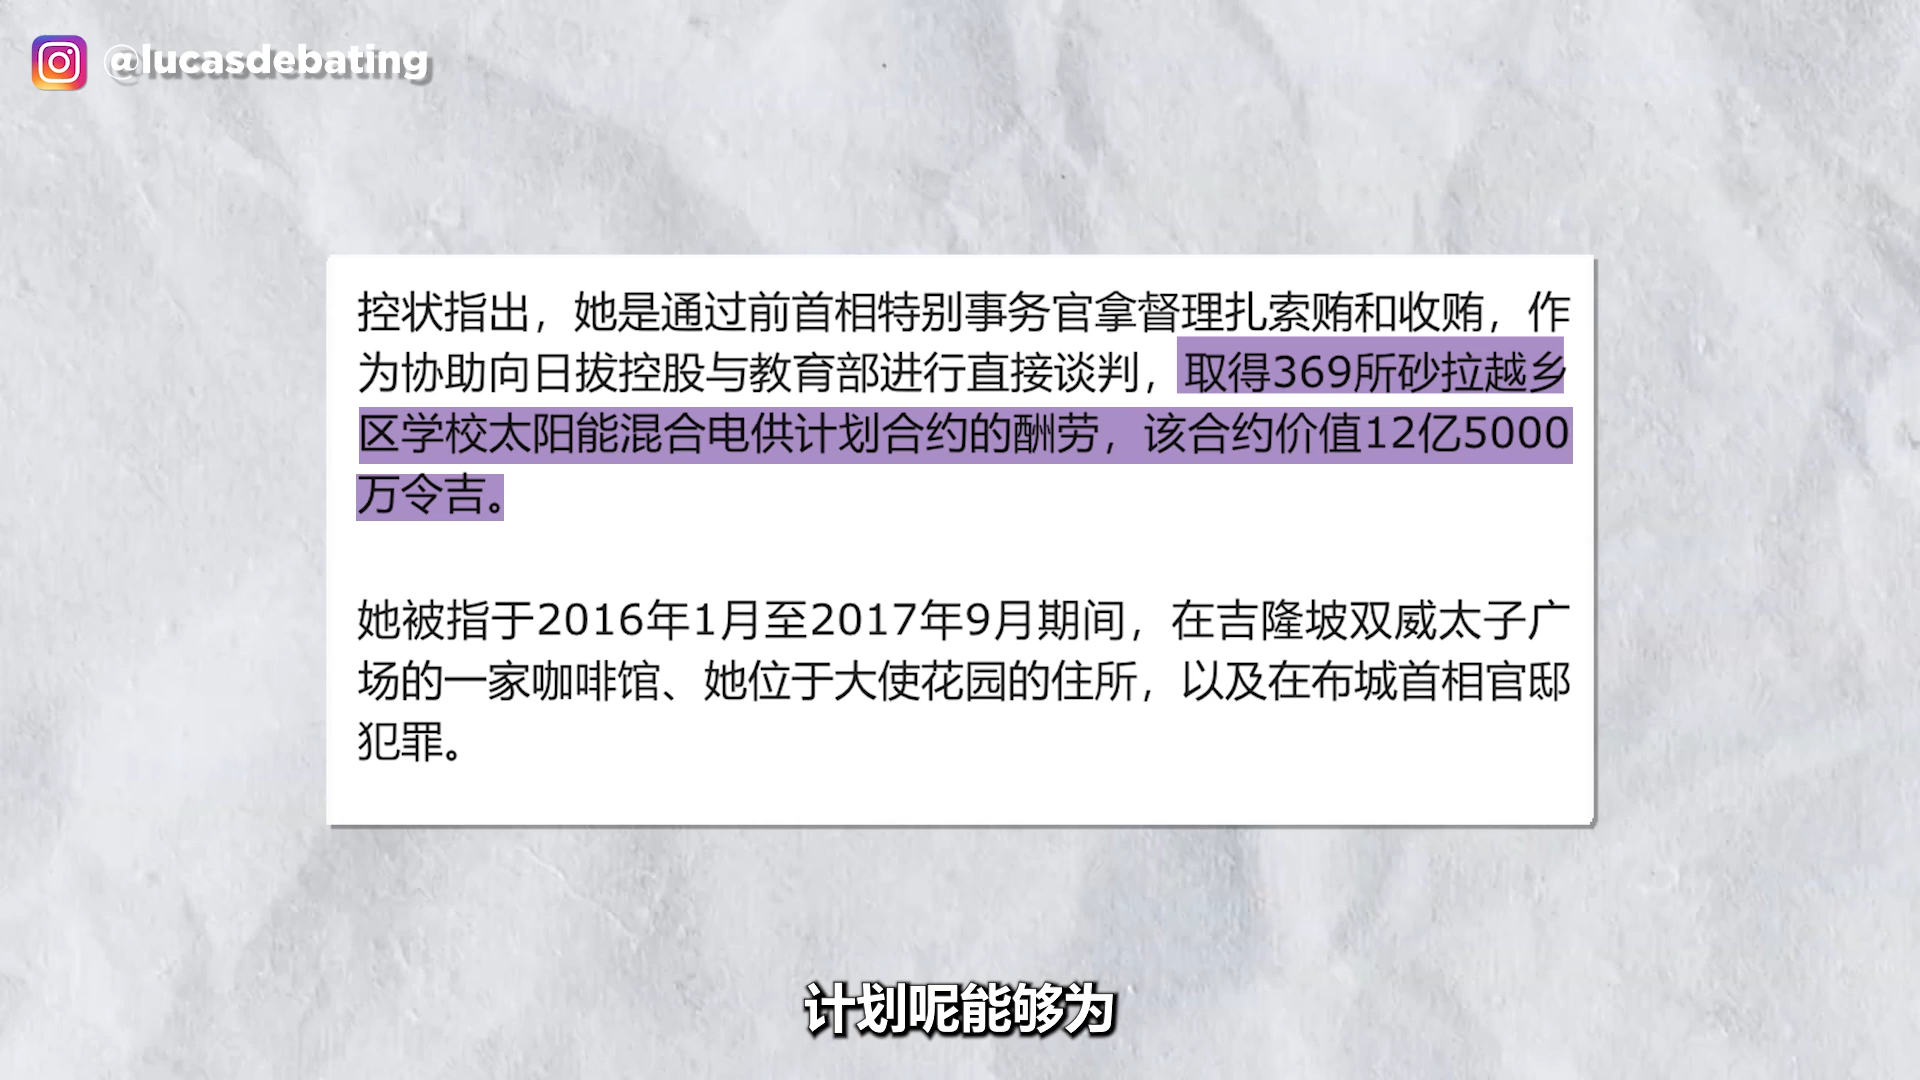 @lucasdebating
控状指出，她是通过前首相特别事务官拿督理扎索贿和收贿，作
为协助向日拔控股与教育部进行直接谈判，取得369所砂拉越乡
区学校太阳能混合电供计划合约的酬劳，该合约价值12亿5000
万令吉。
她被指于2016年1月至2017年9月期间，在吉隆坡双威太子广
场的一家咖啡馆、她位于大使花园的住所，以及在布城首相官邸
犯罪。
计划呢能够为